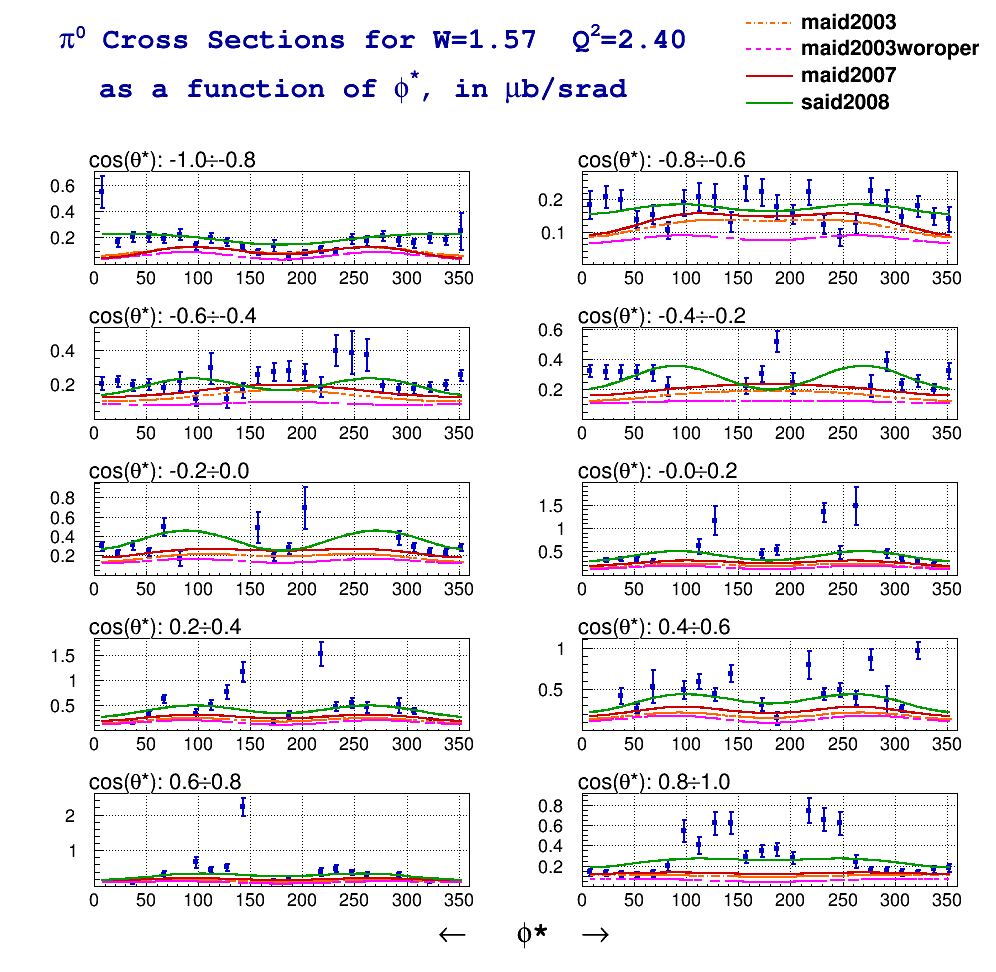 π⁰ Cross Sections for W=1.57 Q²=2.40
as a function of ϕ*, in μb/srad
maid2003
maid2003woroper
maid2007
said2008
cos(θ*): -1.0÷-0.8
0.6
0.4
0.2
0 50 100 150 200 250 300 350
cos(θ*): -0.8÷-0.6
0.2
0.1
0 50 100 150 200 250 300 350
cos(θ*): -0.6÷-0.4
0.4
0.2
0 50 100 150 200 250 300 350
cos(θ*): -0.4÷-0.2
0.6
0.4
0.2
0 50 100 150 200 250 300 350
cos(θ*): -0.2÷0.0
0.8
0.6
0.4
0.2
0 50 100 150 200 250 300 350
cos(θ*): -0.0÷0.2
1.5
1
0.5
0 50 100 150 200 250 300 350
cos(θ*): 0.2÷0.4
1.5
1
0.5
0 50 100 150 200 250 300 350
cos(θ*): 0.4÷0.6
1
0.5
0 50 100 150 200 250 300 350
cos(θ*): 0.6÷0.8
2
1
0 50 100 150 200 250 300 350
cos(θ*): 0.8÷1.0
0.8
0.6
0.4
0.2
0 50 100 150 200 250 300 350
← ϕ* →